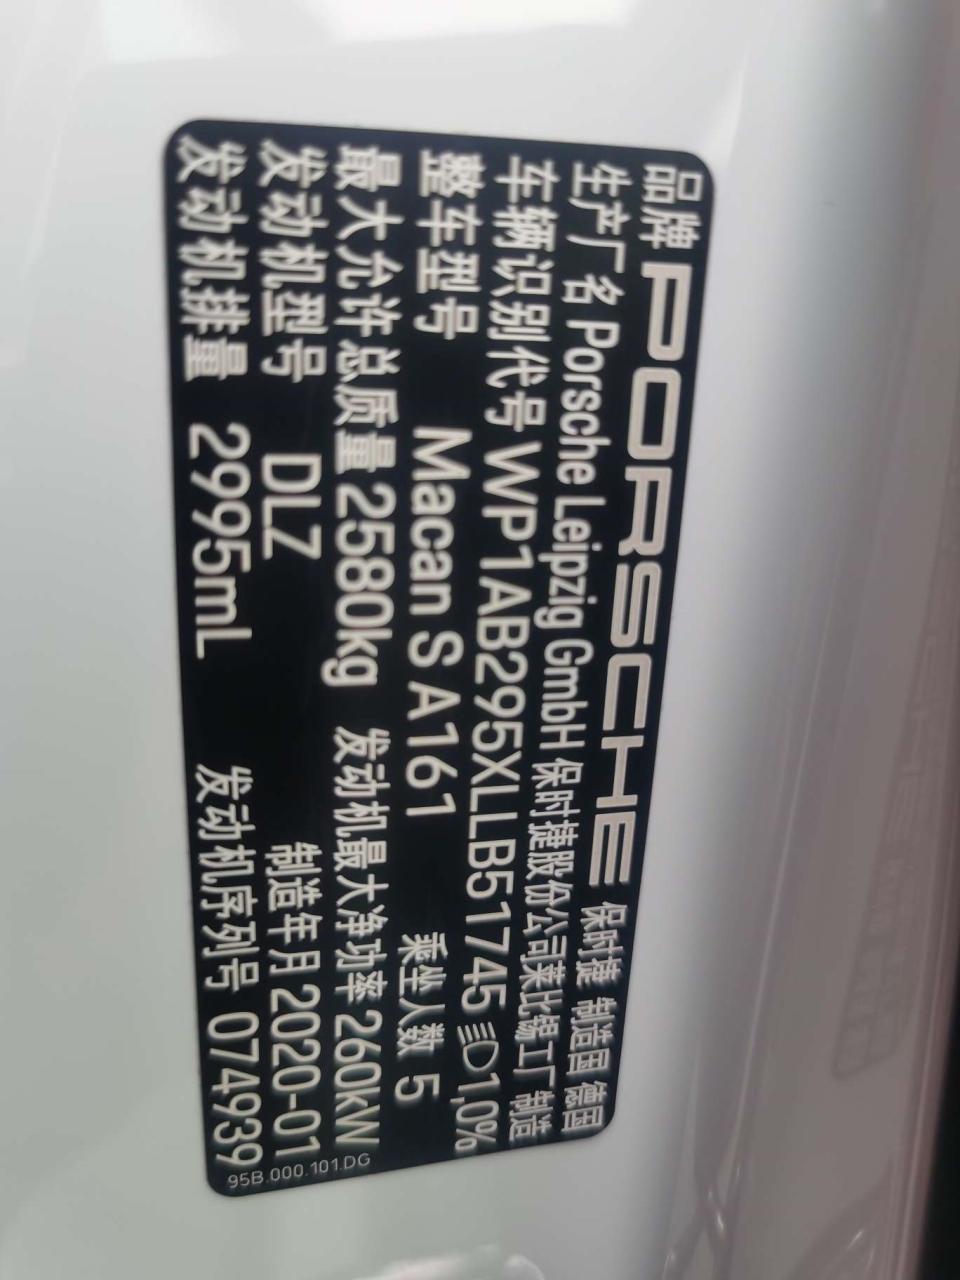 品牌 PORSCHE 保时捷 制造国 德国
生产厂名 Porsche Leipzig GmbH 保时捷股份公司莱比锡工厂 制造
车辆识别代号 WP1AB295XLLB51745 1,0%
整车型号 Macan S A161 乘坐人数 5
最大允许总质量 2580kg 发动机最大净功率 260kW
发动机型号 DLZ 制造年月 2020-01
发动机排量 2995mL 发动机序列号 074939
95B.000.101.DG